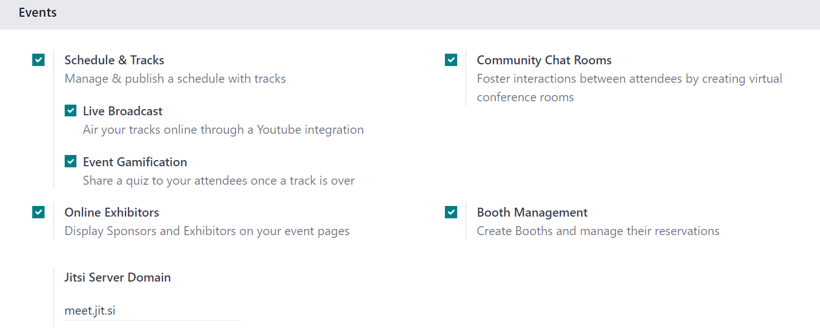 Events
Schedule & Tracks
Manage & publish a schedule with tracks
Live Broadcast
Air your tracks online through a Youtube integration
Event Gamification
Share a quiz to your attendees once a track is over
Community Chat Rooms
Foster interactions between attendees by creating virtual
conference rooms
Online Exhibitors
Display Sponsors and Exhibitors on your event pages
Booth Management
Create Booths and manage their reservations
Jitsi Server Domain
meet.jit.si